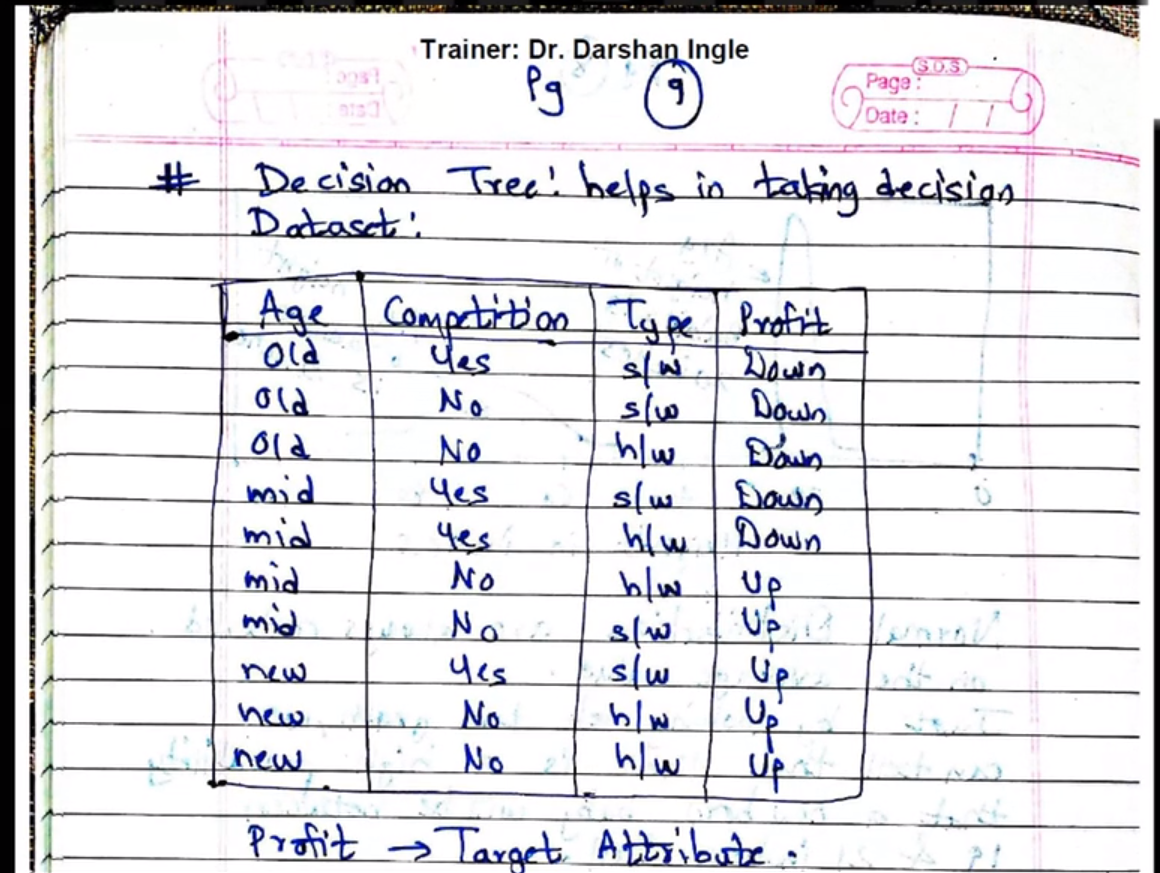 Trainer: Dr. Darshan Ingle
Pg 9
S.O.S
Page :
Date : / /
# Decision Tree: helps in taking decision
Dataset:
Age Competition Type Profit
Old Yes s/w Down
Old No s/w Down
Old No h/w Down
mid Yes s/w Down
mid Yes h/w Down
mid No h/w Up
mid No s/w Up
new Yes s/w Up
new No h/w Up
new No h/w Up
Profit → Target Attribute.